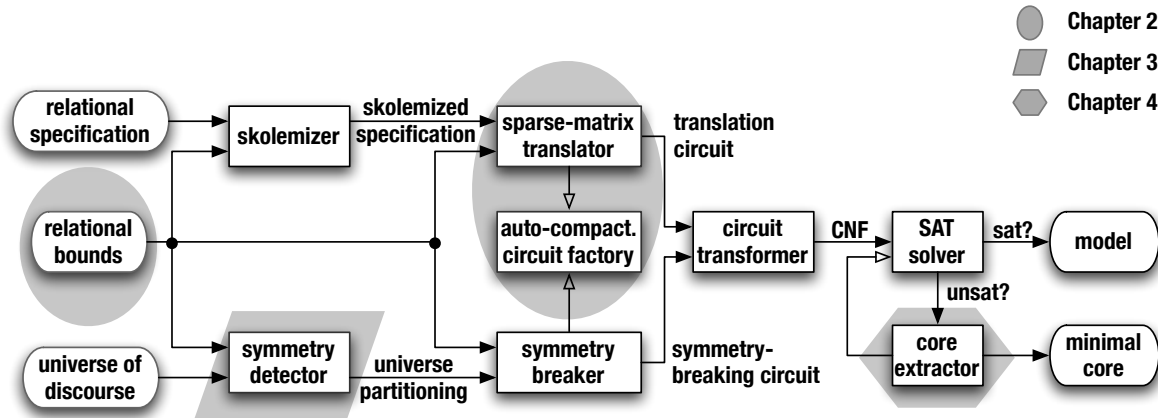 Chapter 2
Chapter 3
Chapter 4
relational
specification
skolemizer
skolemized
specification
sparse-matrix
translator
translation
circuit
relational
bounds
auto-compact.
circuit factory
circuit
transformer
CNF
SAT
solver
sat?
model
unsat?
universe of
discourse
symmetry
detector
universe
partitioning
symmetry
breaker
symmetry-
breaking circuit
core
extractor
minimal
core